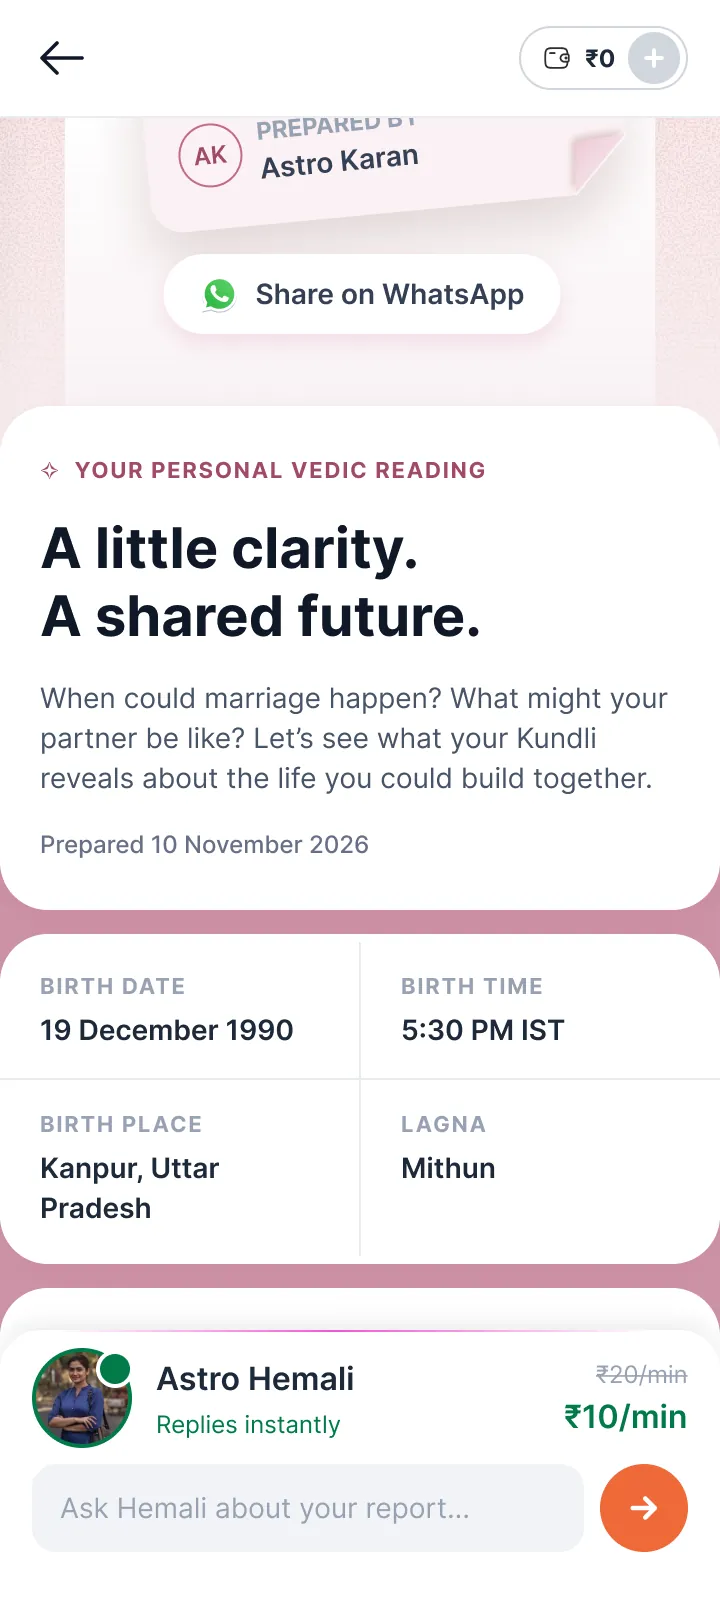 ₹0
PREPARED BY
AK
Astro Karan
Share on WhatsApp
YOUR PERSONAL VEDIC READING
A little clarity.
A shared future.
When could marriage happen? What might your
partner be like? Let’s see what your Kundli
reveals about the life you could build together.
Prepared 10 November 2026
BIRTH DATE
19 December 1990
BIRTH TIME
5:30 PM IST
BIRTH PLACE
Kanpur, Uttar
Pradesh
LAGNA
Mithun
Astro Hemali
Replies instantly
₹20/min
₹10/min
Ask Hemali about your report...